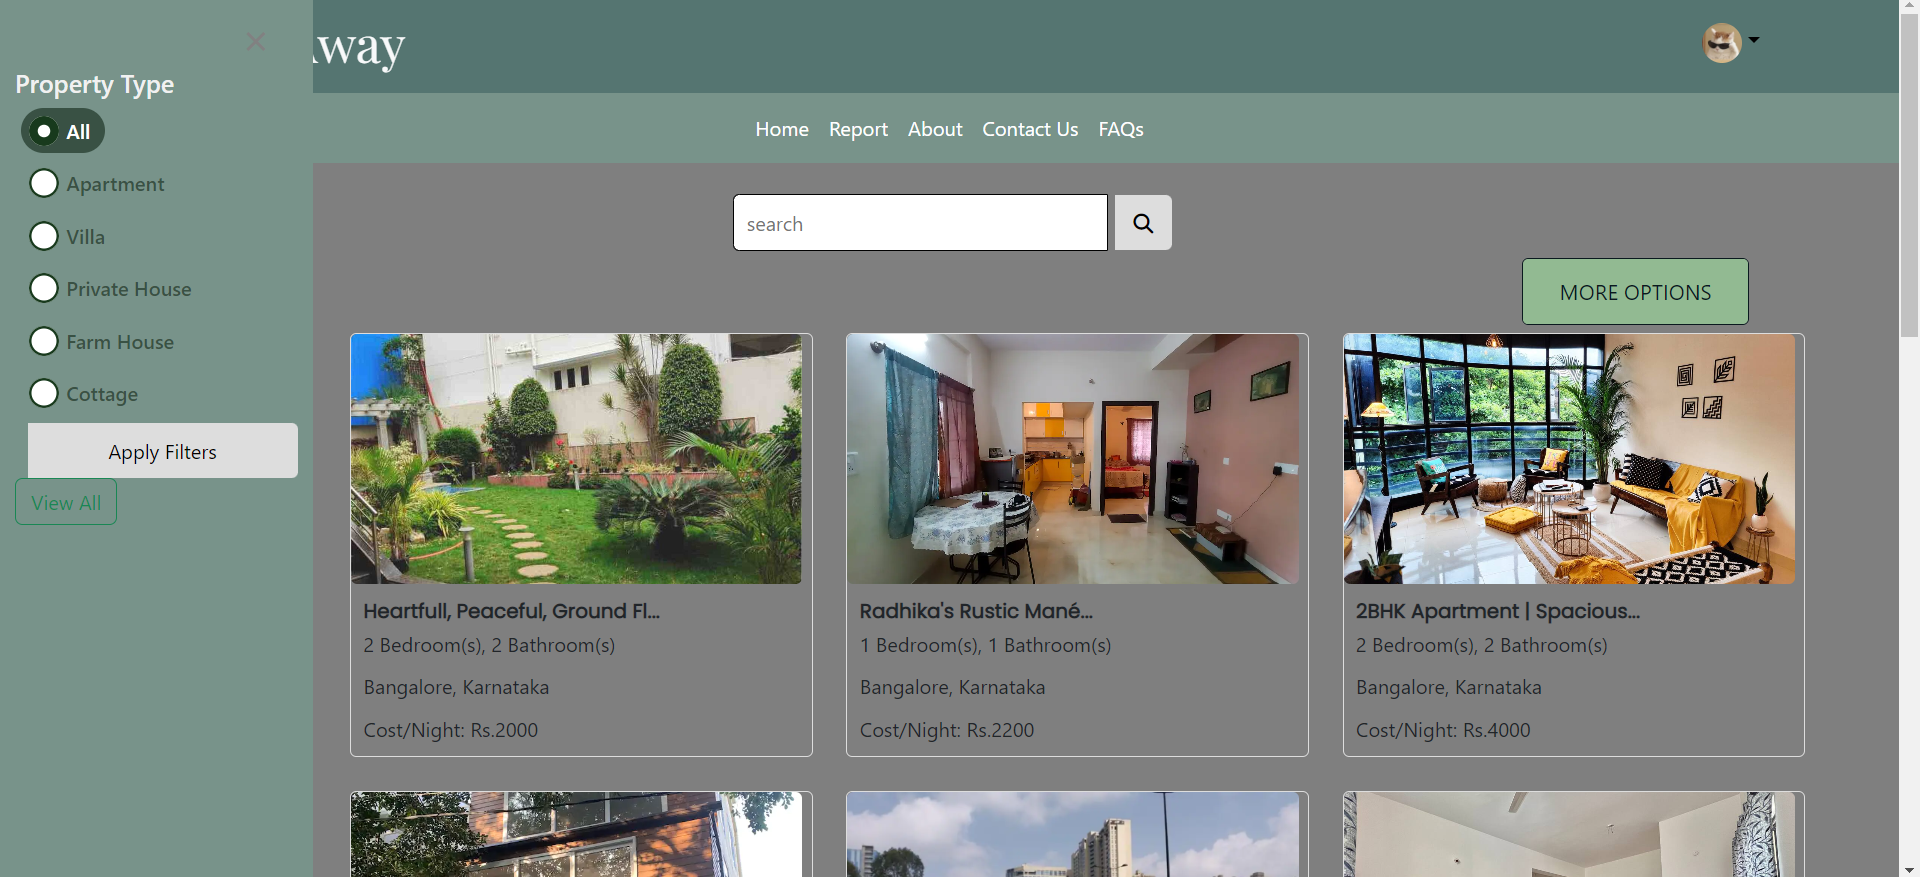 Property Type
All
Apartment
Villa
Private House
Farm House
Cottage
Apply Filters
View All
way
Home Report About Contact Us FAQs
search
MORE OPTIONS
Heartfull, Peaceful, Ground Fl...
2 Bedroom(s), 2 Bathroom(s)
Bangalore, Karnataka
Cost/Night: Rs.2000
Radhika's Rustic Mané...
1 Bedroom(s), 1 Bathroom(s)
Bangalore, Karnataka
Cost/Night: Rs.2200
2BHK Apartment | Spacious...
2 Bedroom(s), 2 Bathroom(s)
Bangalore, Karnataka
Cost/Night: Rs.4000